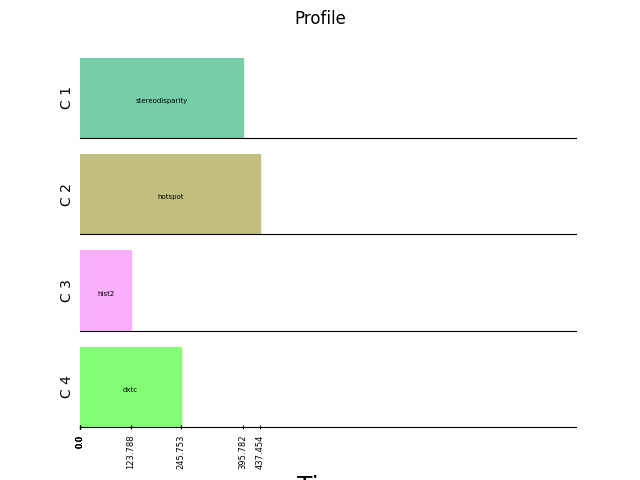 Profile
C 1
stereodisparity
C 2
hotspot
C 3
hist2
C 4
dxtc
0.0
123.788
245.753
395.782
437.454